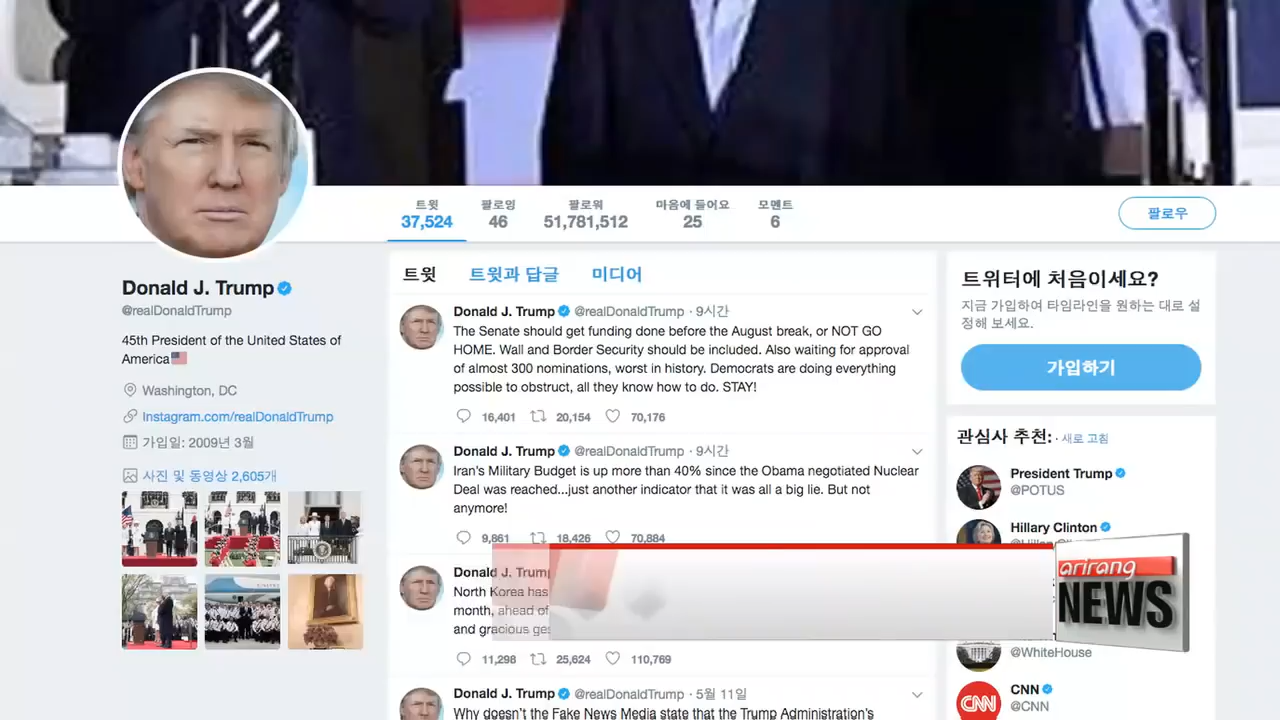 트윗 팔로잉 팔로워 마음에 들어요 모멘트
37,524 46 51,781,512 25 6
팔로우
Donald J. Trump
@realDonaldTrump
45th President of the United States of
America
Washington, DC
Instagram.com/realDonaldTrump
가입일: 2009년 3월
사진 및 동영상 2,605개
트윗 트윗과 답글 미디어
Donald J. Trump @realDonaldTrump · 9시간
The Senate should get funding done before the August break, or NOT GO
HOME. Wall and Border Security should be included. Also waiting for approval
of almost 300 nominations, worst in history. Democrats are doing everything
possible to obstruct, all they know how to do. STAY!
16,401 20,154 70,176
Donald J. Trump @realDonaldTrump · 9시간
Iran's Military Budget is up more than 40% since the Obama negotiated Nuclear
Deal was reached...just another indicator that it was all a big lie. But not
anymore!
9,861 18,426 70,884
Donald J. Trump
North Korea has
month, ahead of
and gracious
11,298 25,624 110,769
Donald J. Trump @realDonaldTrump · 5월 11일
Why doesn't the Fake News Media state that the Trump Administration's
트위터에 처음이세요?
지금 가입하여 타임라인을 원하는 대로 설
정해 보세요.
가입하기
관심사 추천: · 새로 고침
President Trump
@POTUS
Hillary Clinton
@WhiteHouse
CNN
@CNN
CNN
arirang
NEWS